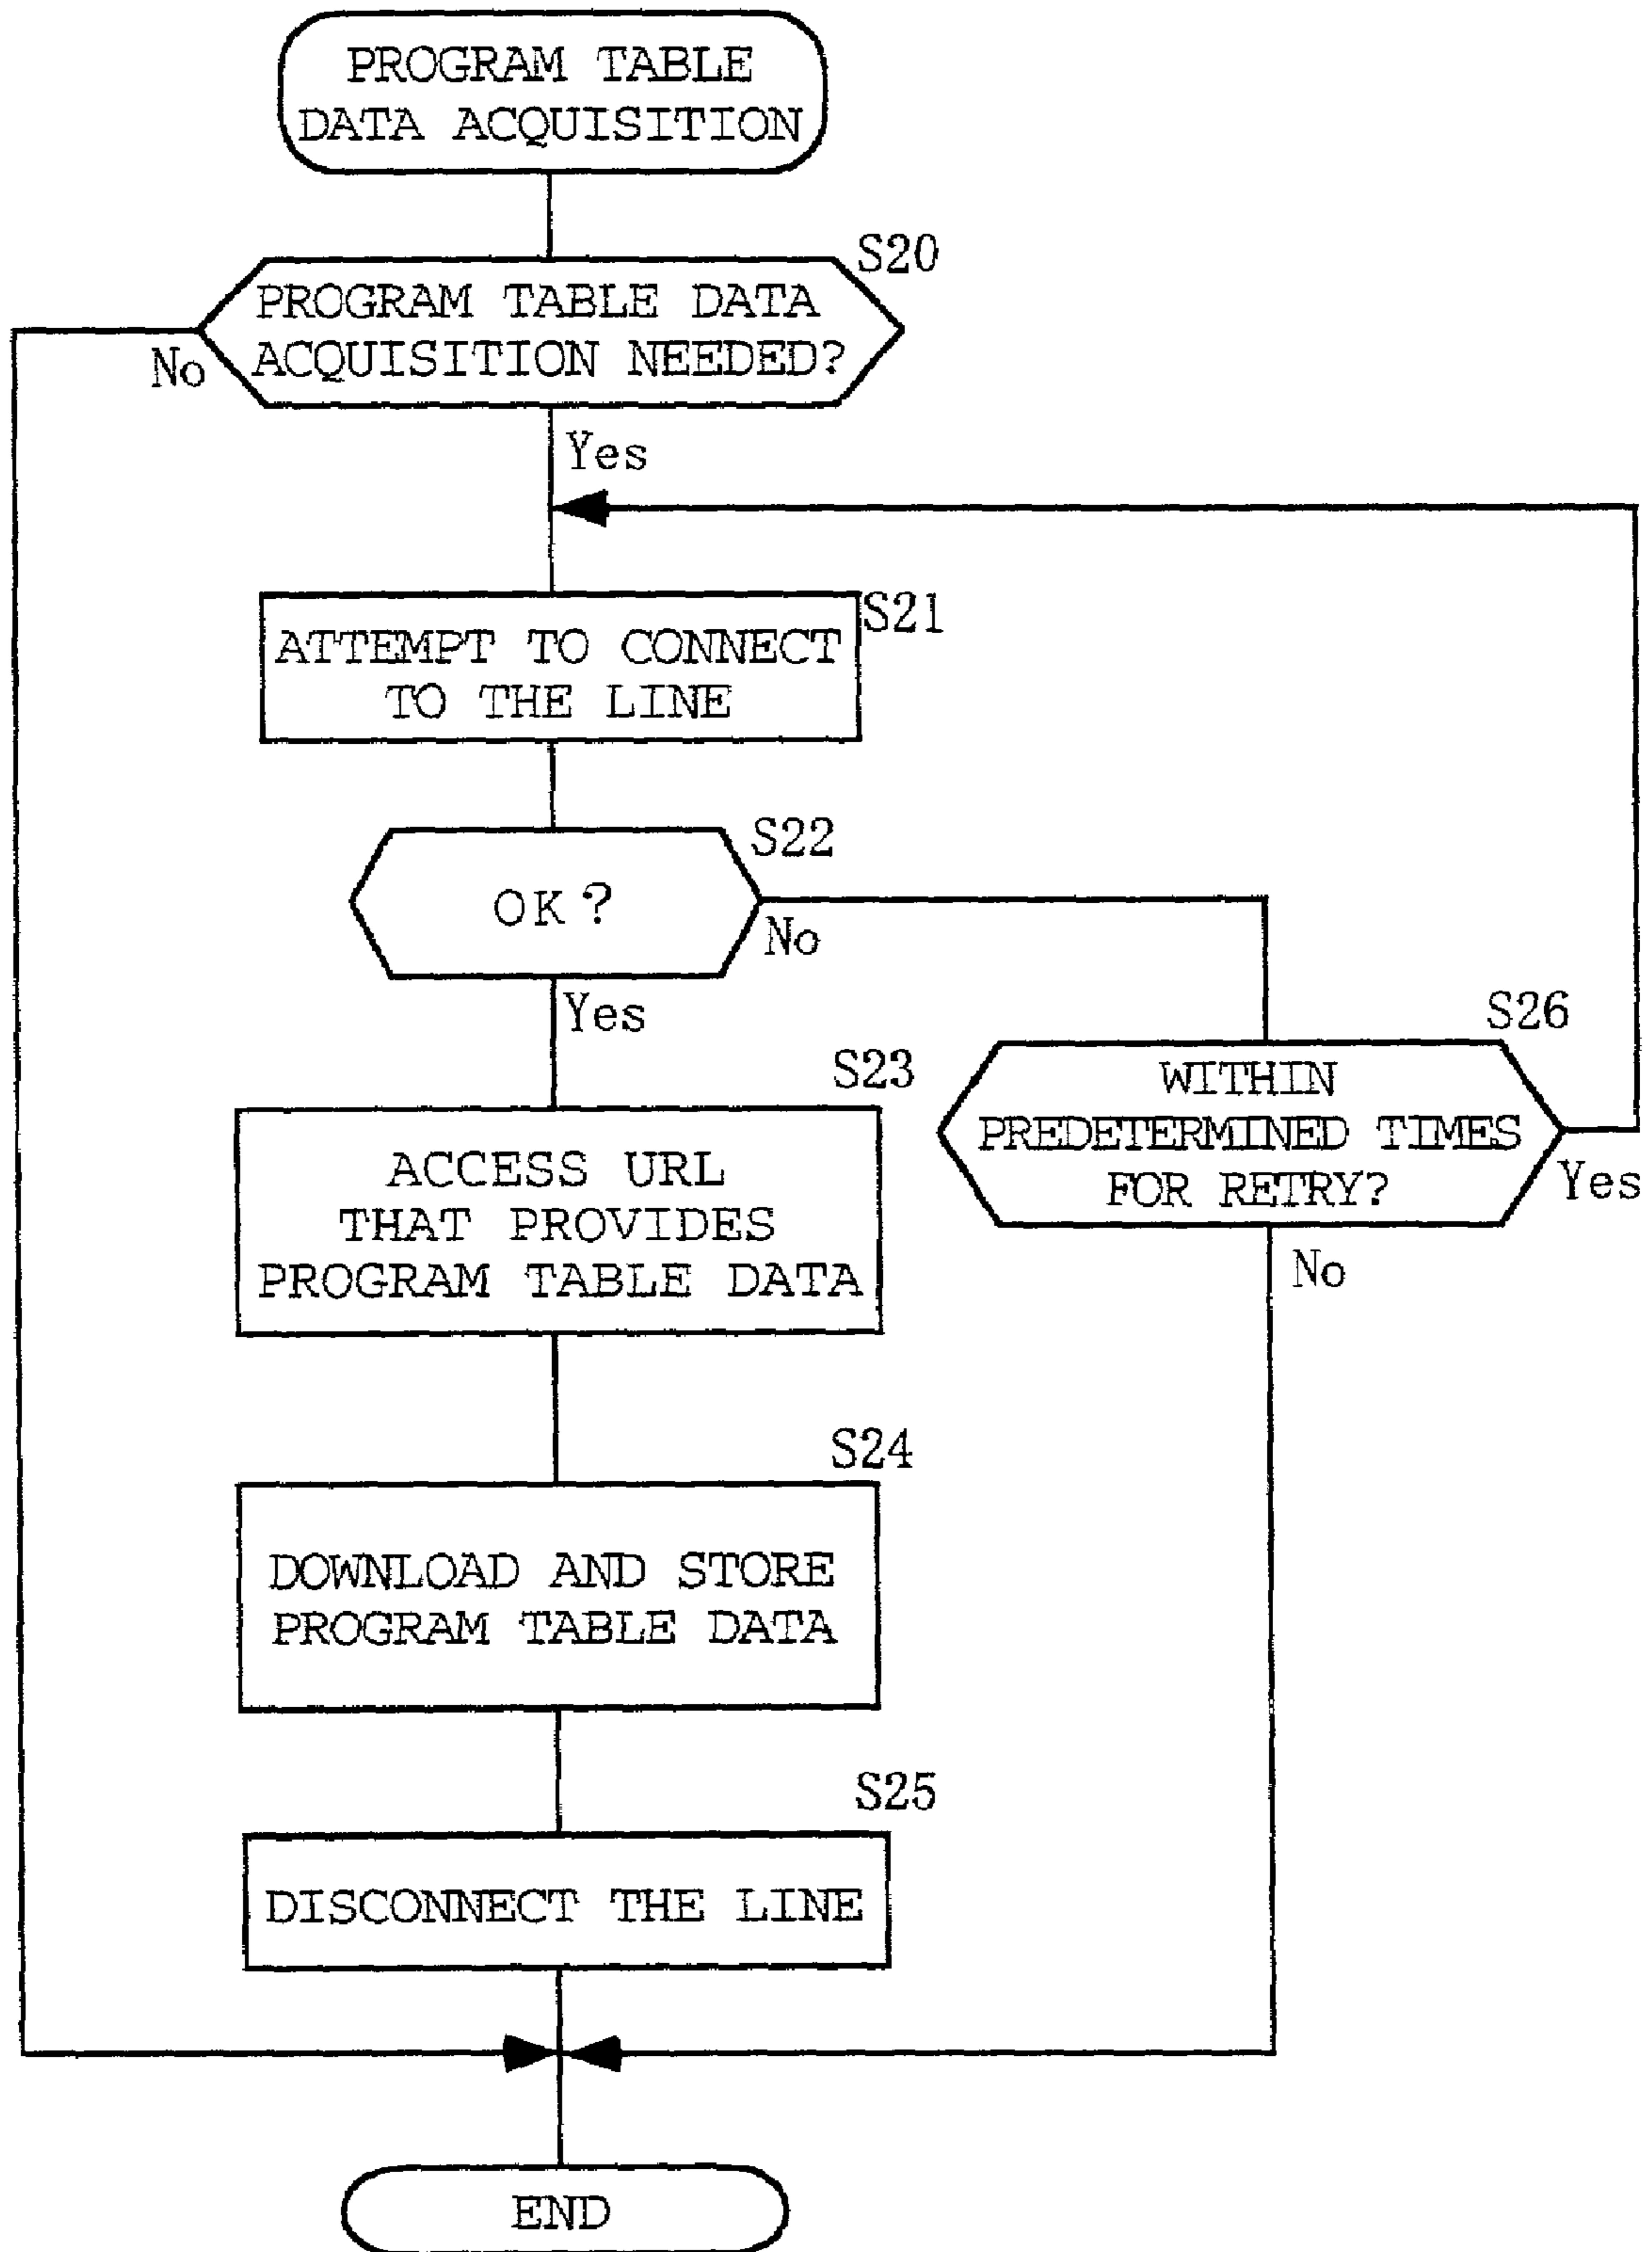 PROGRAM TABLE
DATA ACQUISITION
S20
PROGRAM TABLE DATA
ACQUISITION NEEDED?
No
Yes
S21
ATTEMPT TO CONNECT
TO THE LINE
S22
OK?
No
Yes
S26
WITHIN
PREDETERMINED TIMES
FOR RETRY?
Yes
No
S23
ACCESS URL
THAT PROVIDES
PROGRAM TABLE DATA
S24
DOWNLOAD AND STORE
PROGRAM TABLE DATA
S25
DISCONNECT THE LINE
END